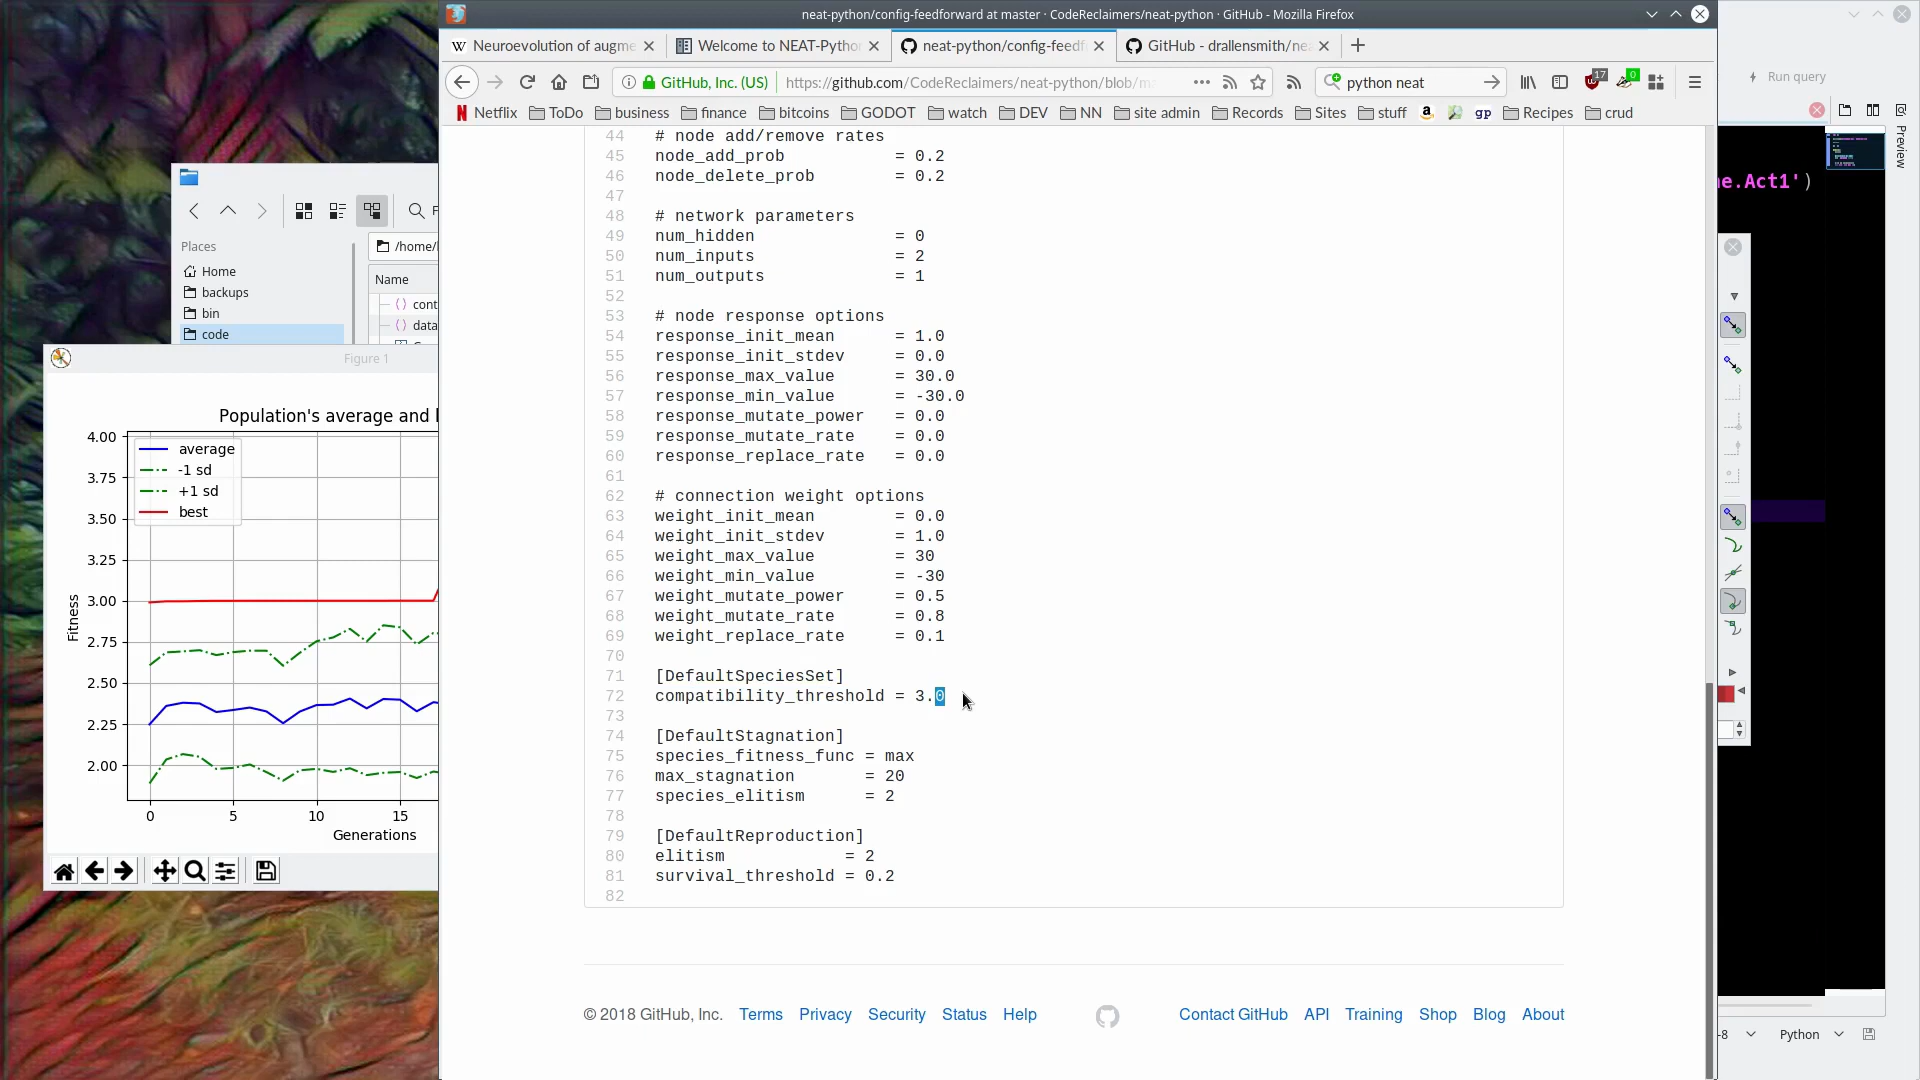 neat-python/config-feedforward at master · CodeReclaimers/neat-python · GitHub - Mozilla Firefox
Neuroevolution of augme
Welcome to NEAT-Pytho
neat-python/config-feedf
GitHub - drallensmith/nea
GitHub, Inc. (US)
https://github.com/CodeReclaimers/neat-python/blob/m
python neat
17
0
Netflix
ToDo
business
finance
bitcoins
GODOT
watch
DEV
NN
site admin
Records
Sites
stuff
gp
Recipes
crud
44 # node add/remove rates
45 node_add_prob = 0.2
46 node_delete_prob = 0.2
47
48 # network parameters
49 num_hidden = 0
50 num_inputs = 2
51 num_outputs = 1
52
53 # node response options
54 response_init_mean = 1.0
55 response_init_stdev = 0.0
56 response_max_value = 30.0
57 response_min_value = -30.0
58 response_mutate_power = 0.0
59 response_mutate_rate = 0.0
60 response_replace_rate = 0.0
61
62 # connection weight options
63 weight_init_mean = 0.0
64 weight_init_stdev = 1.0
65 weight_max_value = 30
66 weight_min_value = -30
67 weight_mutate_power = 0.5
68 weight_mutate_rate = 0.8
69 weight_replace_rate = 0.1
70
71 [DefaultSpeciesSet]
72 compatibility_threshold = 3.0
73
74 [DefaultStagnation]
75 species_fitness_func = max
76 max_stagnation = 20
77 species_elitism = 2
78
79 [DefaultReproduction]
80 elitism = 2
81 survival_threshold = 0.2
82
© 2018 GitHub, Inc.
Terms
Privacy
Security
Status
Help
Contact GitHub
API
Training
Shop
Blog
About
Places
Home
backups
bin
code
/home/
Name
cont
data
Figure 1
Population's average and
average
-1 sd
+1 sd
best
4.00
3.75
3.50
3.25
3.00
2.75
2.50
2.25
2.00
Fitness
0
5
10
15
Generations
Run query
Preview
ne.Act1')
-8
Python